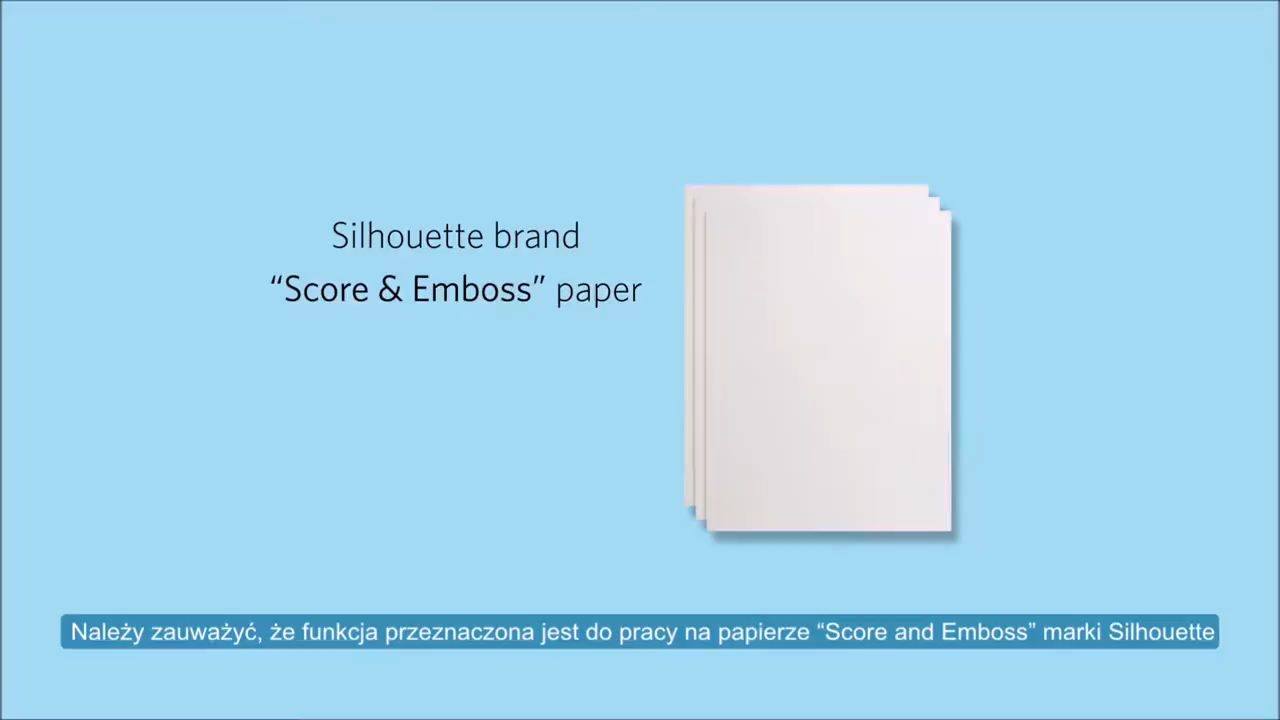 Silhouette brand
“Score & Emboss” paper
Należy zauważyć, że funkcja przeznaczona jest do pracy na papierze “Score and Emboss” marki Silhouette